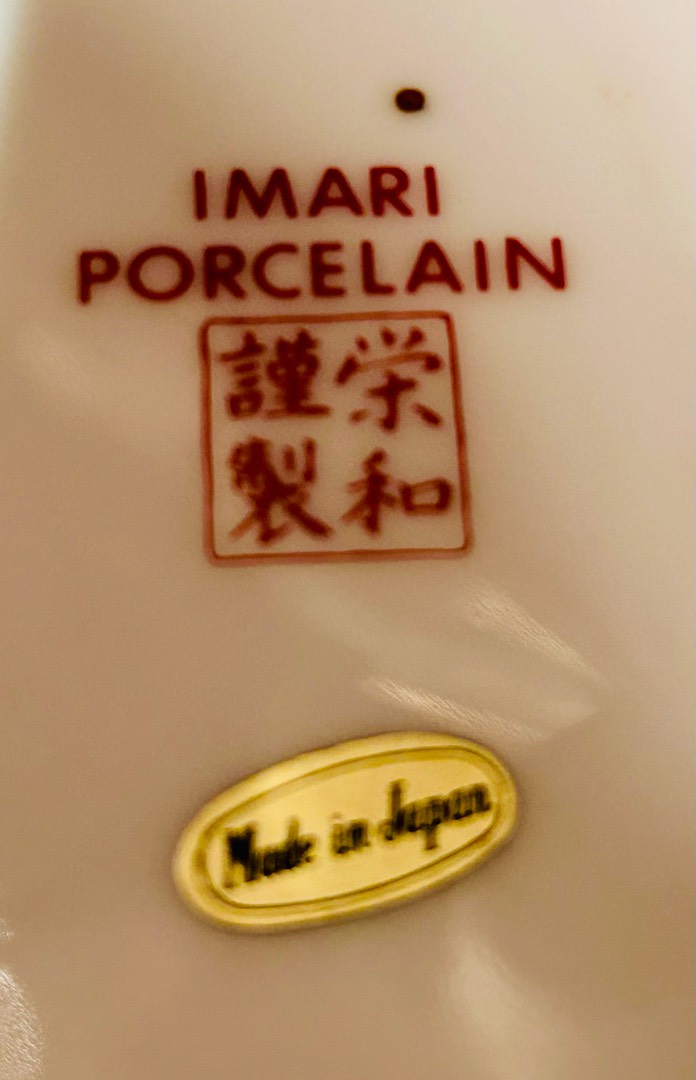 IMARI
PORCELAIN
栄和
謹製
Made in Japan